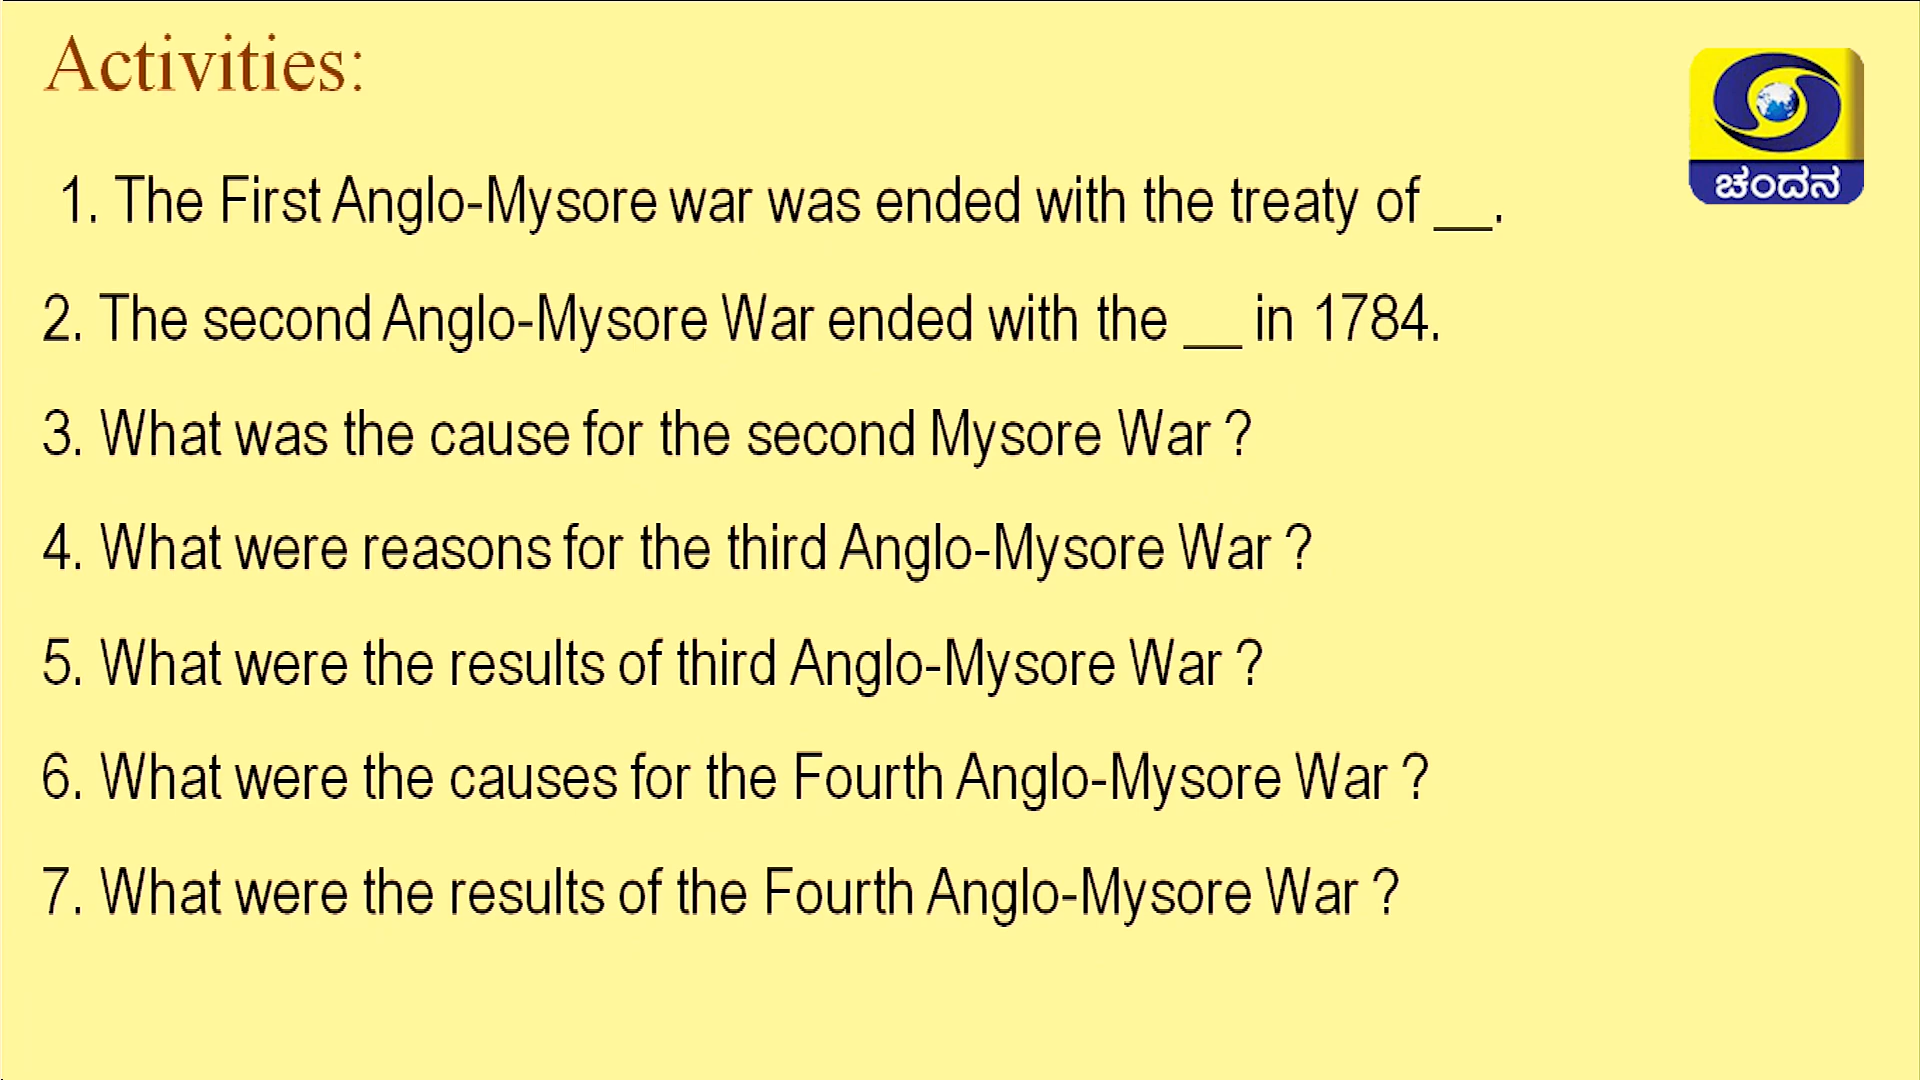 Activities:
ಚಂದನ
1. The First Anglo-Mysore war was ended with the treaty of __.
2. The second Anglo-Mysore War ended with the __ in 1784.
3. What was the cause for the second Mysore War ?
4. What were reasons for the third Anglo-Mysore War ?
5. What were the results of third Anglo-Mysore War ?
6. What were the causes for the Fourth Anglo-Mysore War ?
7. What were the results of the Fourth Anglo-Mysore War ?